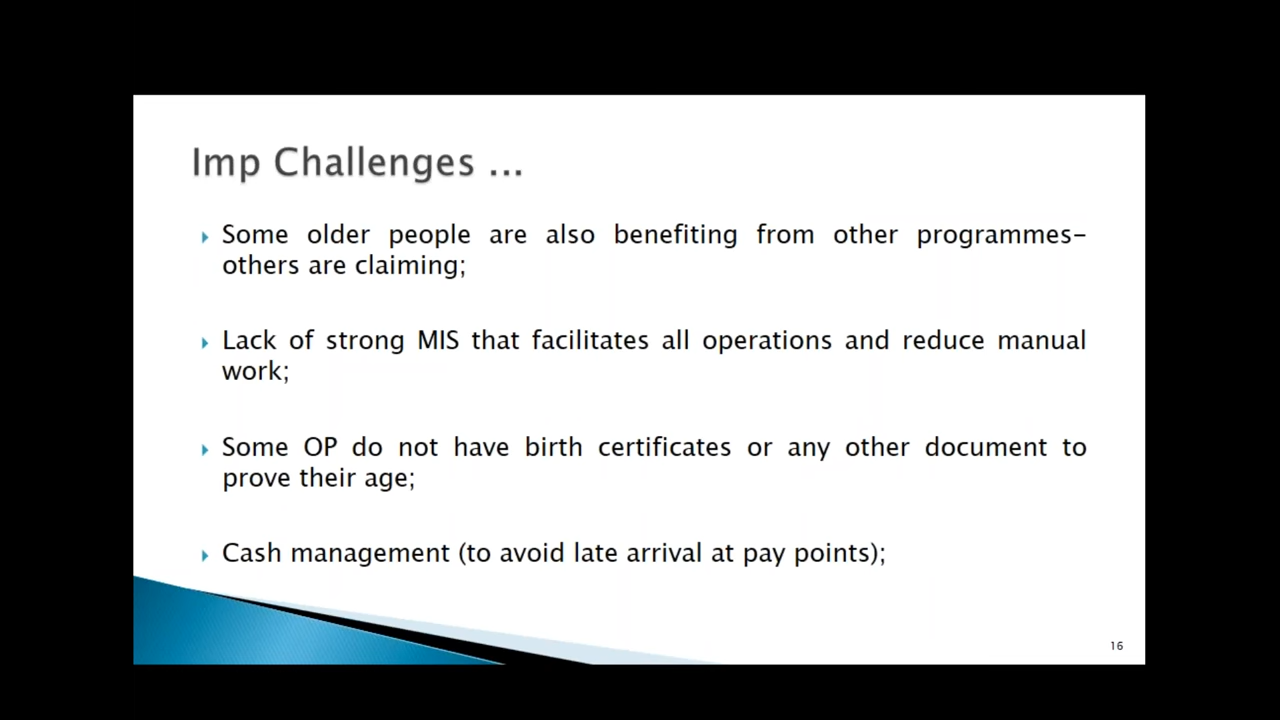 Imp Challenges ...
Some older people are also benefiting from other programmes–
others are claiming;
Lack of strong MIS that facilitates all operations and reduce manual
work;
Some OP do not have birth certificates or any other document to
prove their age;
Cash management (to avoid late arrival at pay points);
16